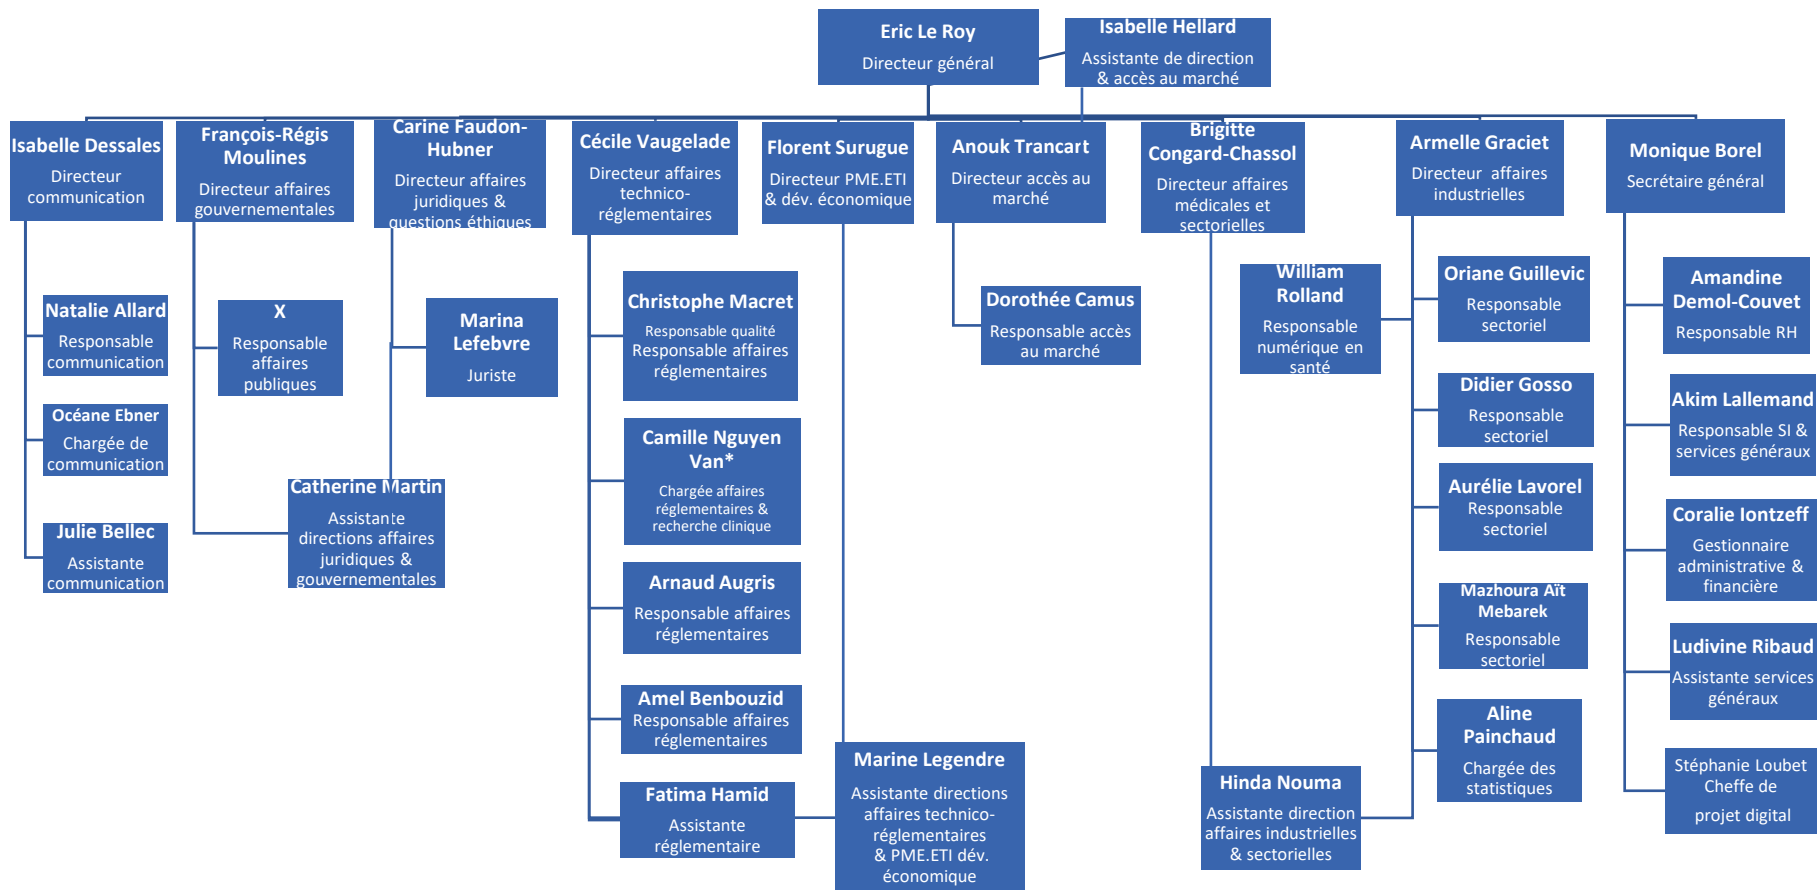 Eric Le Roy
Directeur général
Isabelle Hellard
Assistante de direction
& accès au marché
Isabelle Dessales
Directeur
communication
François-Régis
Moulines
Directeur affaires
gouvernementales
Carine Faudon-
Hubner
Directeur affaires
juridiques &
questions éthiques
Cécile Vaugelade
Directeur affaires
technico-
réglementaires
Florent Surugue
Directeur PME.ETI
& dév. économique
Anouk Trancart
Directeur accès au
marché
Brigitte
Congard-Chassol
Directeur affaires
médicales et
sectorielles
Armelle Graciet
Directeur affaires
industrielles
Monique Borel
Secrétaire général
Natalie Allard
Responsable
communication
Océane Ebner
Chargée de
communication
Julie Bellec
Assistante
communication
X
Responsable
affaires
publiques
Marina
Lefebvre
Juriste
Catherine Martin
Assistante
directions affaires
juridiques &
gouvernementales
Christophe Macret
Responsable qualité
Responsable affaires
réglementaires
Camille Nguyen
Van*
Chargée affaires
réglementaires &
recherche clinique
Arnaud Augris
Responsable affaires
réglementaires
Amel Benbouzid
Responsable affaires
réglementaires
Fatima Hamid
Assistante
réglementaire
Marine Legendre
Assistante directions
affaires technico-
réglementaires
& PME.ETI dév.
économique
Dorothée Camus
Responsable accès
au marché
Hinda Nouma
Assistante direction
affaires industrielles
& sectorielles
William
Rolland
Responsable
numérique en
santé
Oriane Guillevic
Responsable
sectoriel
Didier Gosso
Responsable
sectoriel
Aurélie Lavorel
Responsable
sectoriel
Mazhoura Aït
Mebarek
Responsable
sectoriel
Aline
Painchaud
Chargée des
statistiques
Amandine
Demol-Couvet
Responsable RH
Akim Lallemand
Responsable SI &
services généraux
Coralie Iontzeff
Gestionnaire
administrative &
financière
Ludivine Ribaud
Assistante services
généraux
Stéphanie Loubet
Cheffe de
projet digital